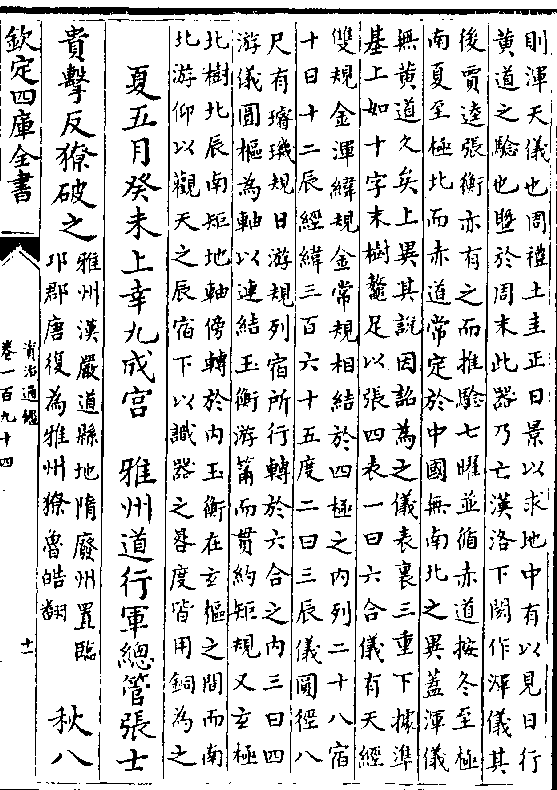 則渾天儀也周禮土圭正日景以求地中有以見日行
黄道之驗也曁於周末此器乃亡漢洛下閎作渾儀其
後賈逵張衡亦有之而推驗七曜並循赤道按冬至極
南夏至極北而赤道常定於中國無南北之異蓋渾儀
無黄道久矣上異其說因詔為之儀表裏三重下據準
基上如十字末樹鼇足以張四表一曰六合儀有天經
雙規金渾緯規金常規相結於四極之内列二十八宿
十日十二辰經緯三百六十五度二曰三辰儀圓徑八
尺有璿璣規日游規列宿所行轉於六合之内三曰四
游儀圓樞為軸以連結玉衡游筩而貫約矩規又玄極
北樹北辰南矩地軸傍轉於内玉衡在玄樞之間而南
北游仰以觀天之辰宿下以識器之晷度皆用銅為之
夏五月癸未上幸九成宫　雅州道行軍總管張士
貴擊反獠破之
雅州漢嚴道縣地隋廢州置臨
卭郡唐復為雅州獠魯皓翻
秋八
欽定四庫全書
資治通鑑
卷一百九十四
十一